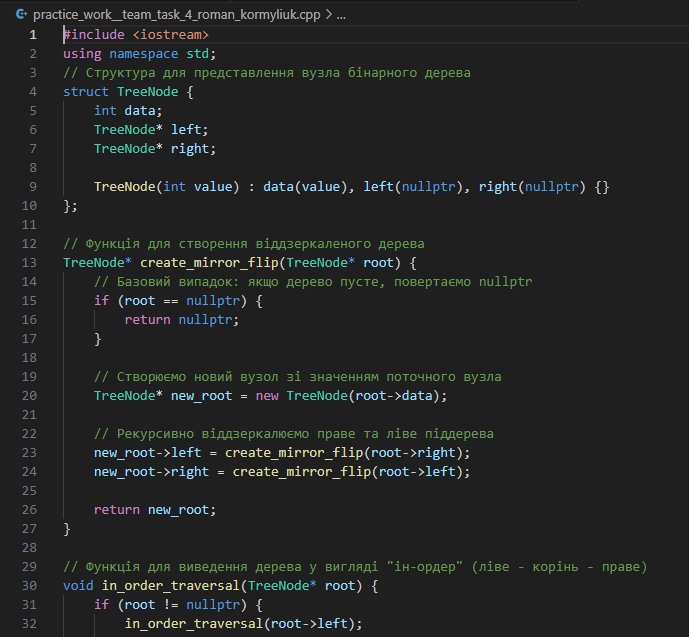 practice_work__team_task_4_roman_kormyliuk.cpp > ...
1 #include <iostream>
2 using namespace std;
3 // Структура для представлення вузла бінарного дерева
4 struct TreeNode {
5     int data;
6     TreeNode* left;
7     TreeNode* right;
8
9     TreeNode(int value) : data(value), left(nullptr), right(nullptr) {}
10 };
11
12 // Функція для створення віддзеркаленого дерева
13 TreeNode* create_mirror_flip(TreeNode* root) {
14     // Базовий випадок: якщо дерево пусте, повертаємо nullptr
15     if (root == nullptr) {
16         return nullptr;
17     }
18
19     // Створюємо новий вузол зі значенням поточного вузла
20     TreeNode* new_root = new TreeNode(root->data);
21
22     // Рекурсивно віддзеркалюємо праве та ліве піддерева
23     new_root->left = create_mirror_flip(root->right);
24     new_root->right = create_mirror_flip(root->left);
25
26     return new_root;
27 }
28
29 // Функція для виведення дерева у вигляді "ін-ордер" (ліве - корінь - праве)
30 void in_order_traversal(TreeNode* root) {
31     if (root != nullptr) {
32         in_order_traversal(root->left);